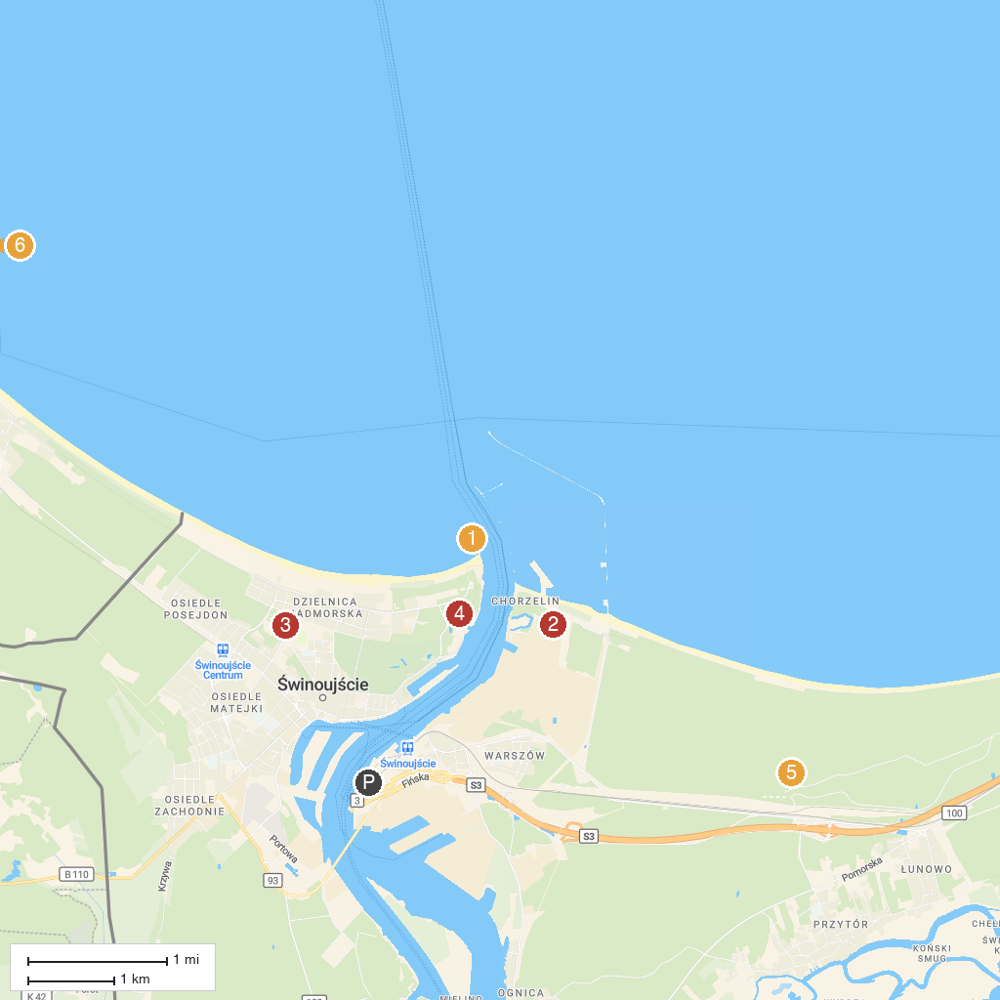 6
1
CHORZELIN
OSIEDLE
POSEJDON
DZIELNICA
NADMORSKA
3
4
2
Świnoujście
Centrum
Świnoujście
OSIEDLE
MATEJKI
WARSZÓW
Świnoujście
P
Fińska
S3
3
5
OSIEDLE
ZACHODNIE
100
S3
Portowa
Krzywa
B 110
93
Pomorska
ŁUNOWO
PRZYTÓR
KOŃSKI
SMUG
1 mi
1 km
K 42
MIELINO
OGNICA